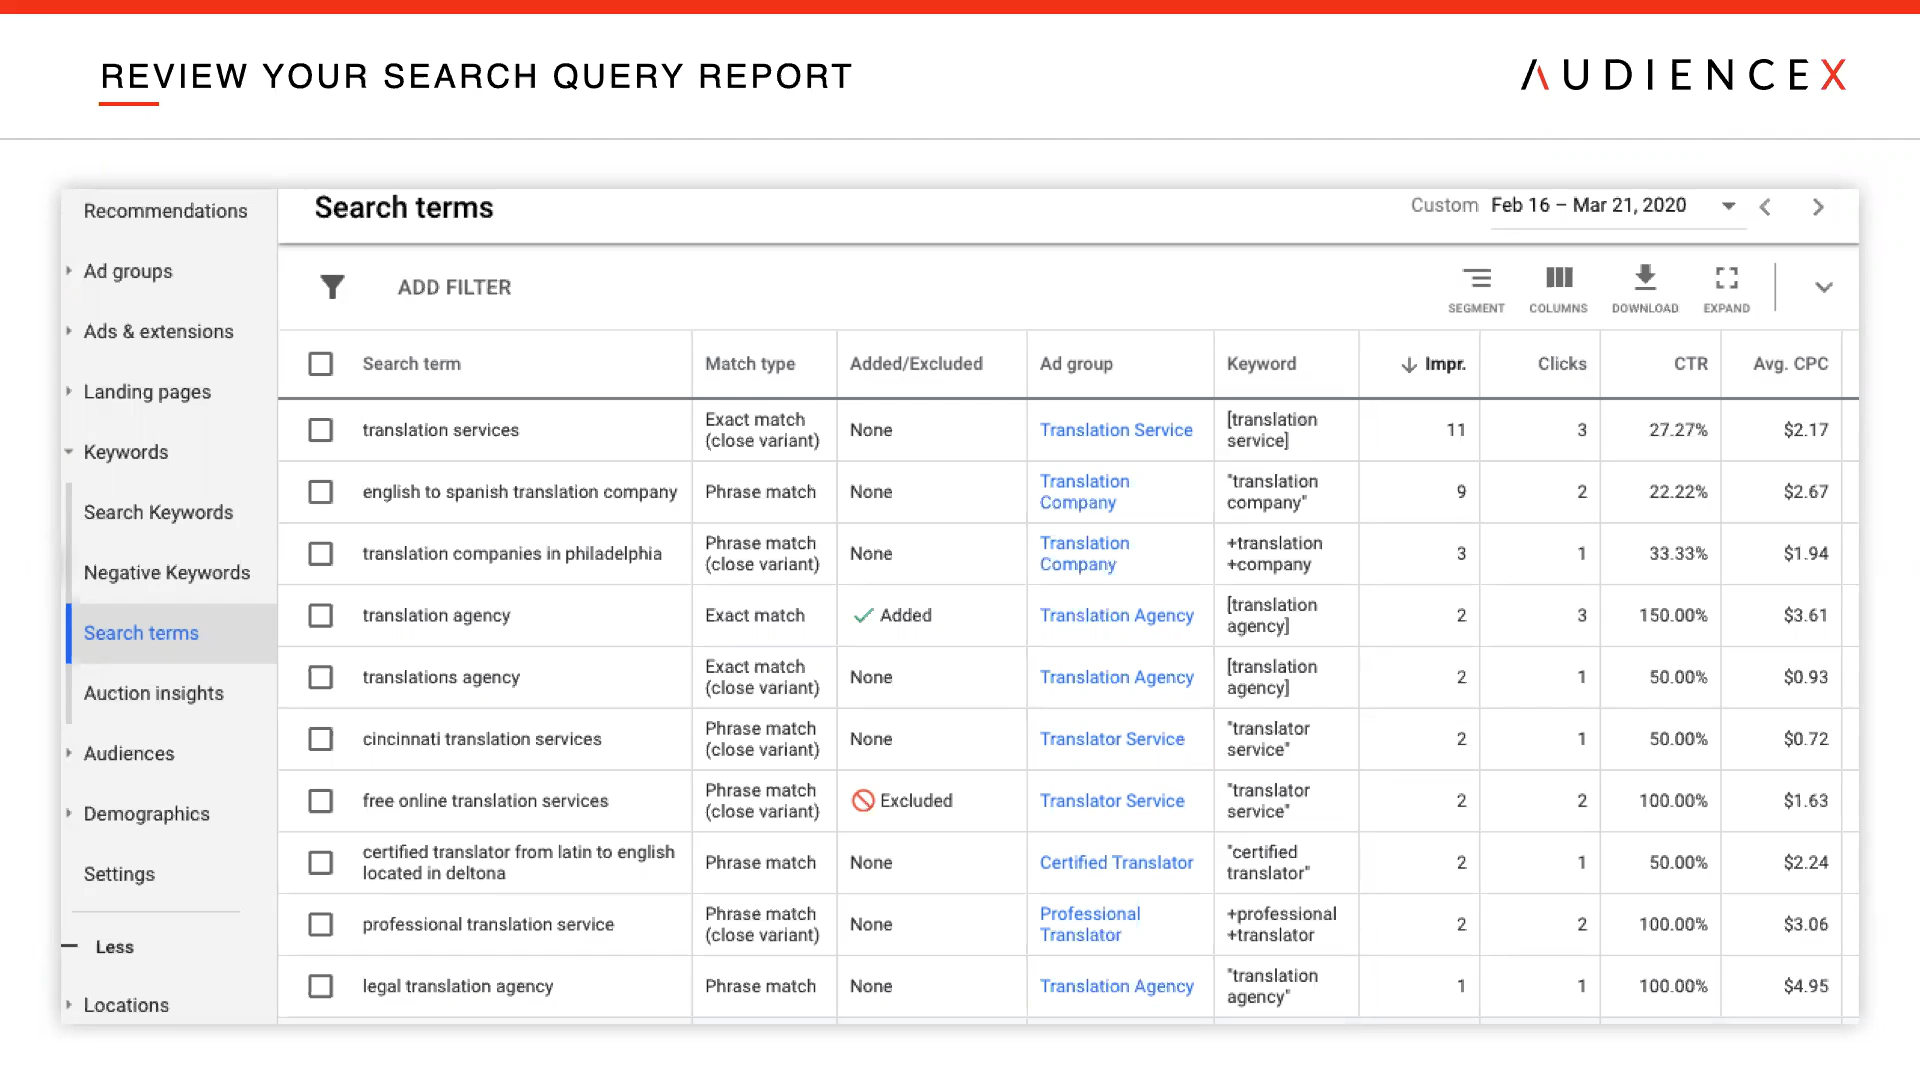 REVIEW YOUR SEARCH QUERY REPORT
AUDIENCEX
Recommendations
Ad groups
Ads & extensions
Landing pages
Keywords
Search Keywords
Negative Keywords
Search terms
Auction insights
Audiences
Demographics
Settings
Less
Locations
Search terms
Custom Feb 16 – Mar 21, 2020
ADD FILTER
SEGMENT COLUMNS DOWNLOAD EXPAND
Search term Match type Added/Excluded Ad group Keyword Impr. Clicks CTR Avg. CPC
translation services Exact match (close variant) None Translation Service [translation service] 11 3 27.27% $2.17
english to spanish translation company Phrase match None Translation Company "translation company" 9 2 22.22% $2.67
translation companies in philadelphia Phrase match (close variant) None Translation Company +translation +company 3 1 33.33% $1.94
translation agency Exact match Added Translation Agency [translation agency] 2 3 150.00% $3.61
translations agency Exact match (close variant) None Translation Agency [translation agency] 2 1 50.00% $0.93
cincinnati translation services Phrase match (close variant) None Translator Service "translator service" 2 1 50.00% $0.72
free online translation services Phrase match (close variant) Excluded Translator Service "translator service" 2 2 100.00% $1.63
certified translator from latin to english located in deltona Phrase match None Certified Translator "certified translator" 2 1 50.00% $2.24
professional translation service Phrase match (close variant) None Professional Translator +professional +translator 2 2 100.00% $3.06
legal translation agency Phrase match None Translation Agency "translation agency" 1 1 100.00% $4.95